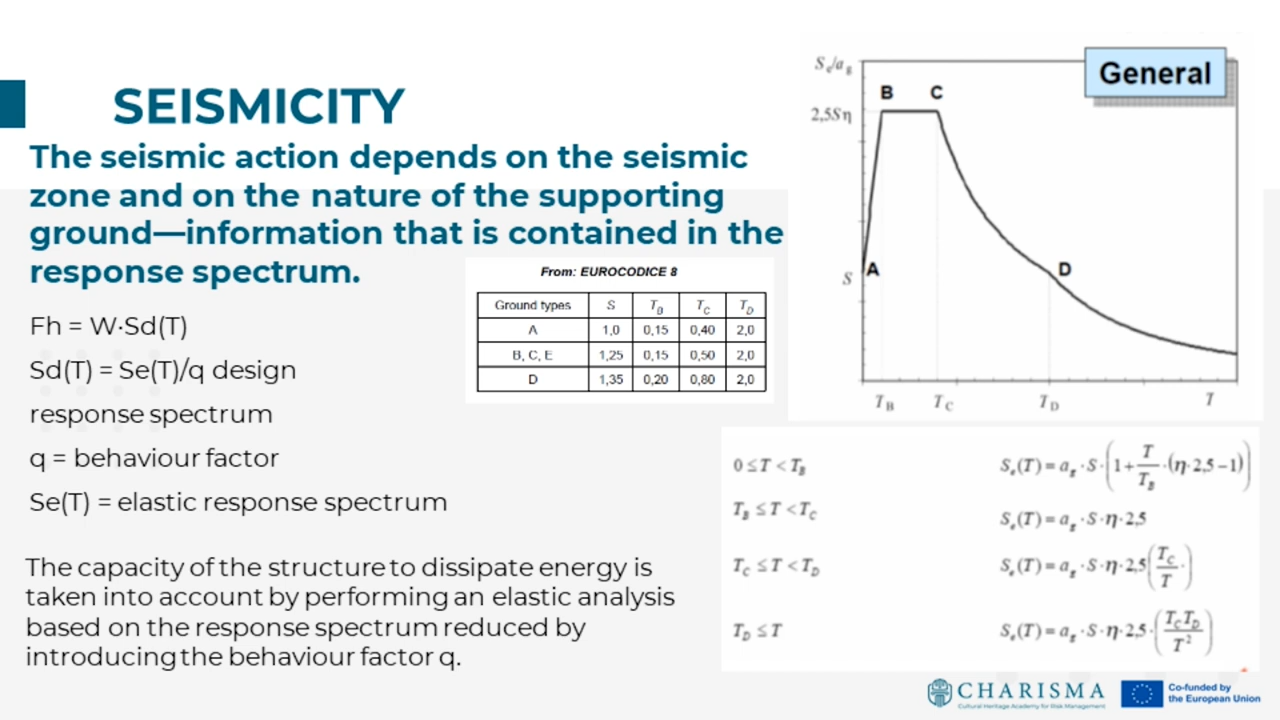 SEISMICITY
The seismic action depends on the seismic
zone and on the nature of the supporting
ground—information that is contained in the
response spectrum.
Fh = W·Sd(T)
Sd(T) = Se(T)/q design
response spectrum
q = behaviour factor
Se(T) = elastic response spectrum
The capacity of the structure to dissipate energy is
taken into account by performing an elastic analysis
based on the response spectrum reduced by
introducing the behaviour factor q.
From: EUROCODICE 8
Ground types S T_B T_C T_D
A 1,0 0,15 0,40 2,0
B, C, E 1,25 0,15 0,50 2,0
D 1,35 0,20 0,80 2,0
S_e/a_g
General
B C
2,5Sη
S A
D
T_B T_C T_D T
0 ≤ T < T_B S_e(T) = a_g · S · (1 + T/T_B · (η · 2,5 − 1))
T_B ≤ T < T_C S_e(T) = a_g · S · η · 2,5
T_C ≤ T < T_D S_e(T) = a_g · S · η · 2,5 (T_C/T ·)
T_D ≤ T S_e(T) = a_g · S · η · 2,5 · (T_C T_D/T²)
CHARISMA
Cultural Heritage Academy for Risk Management
Co-funded by
the European Union